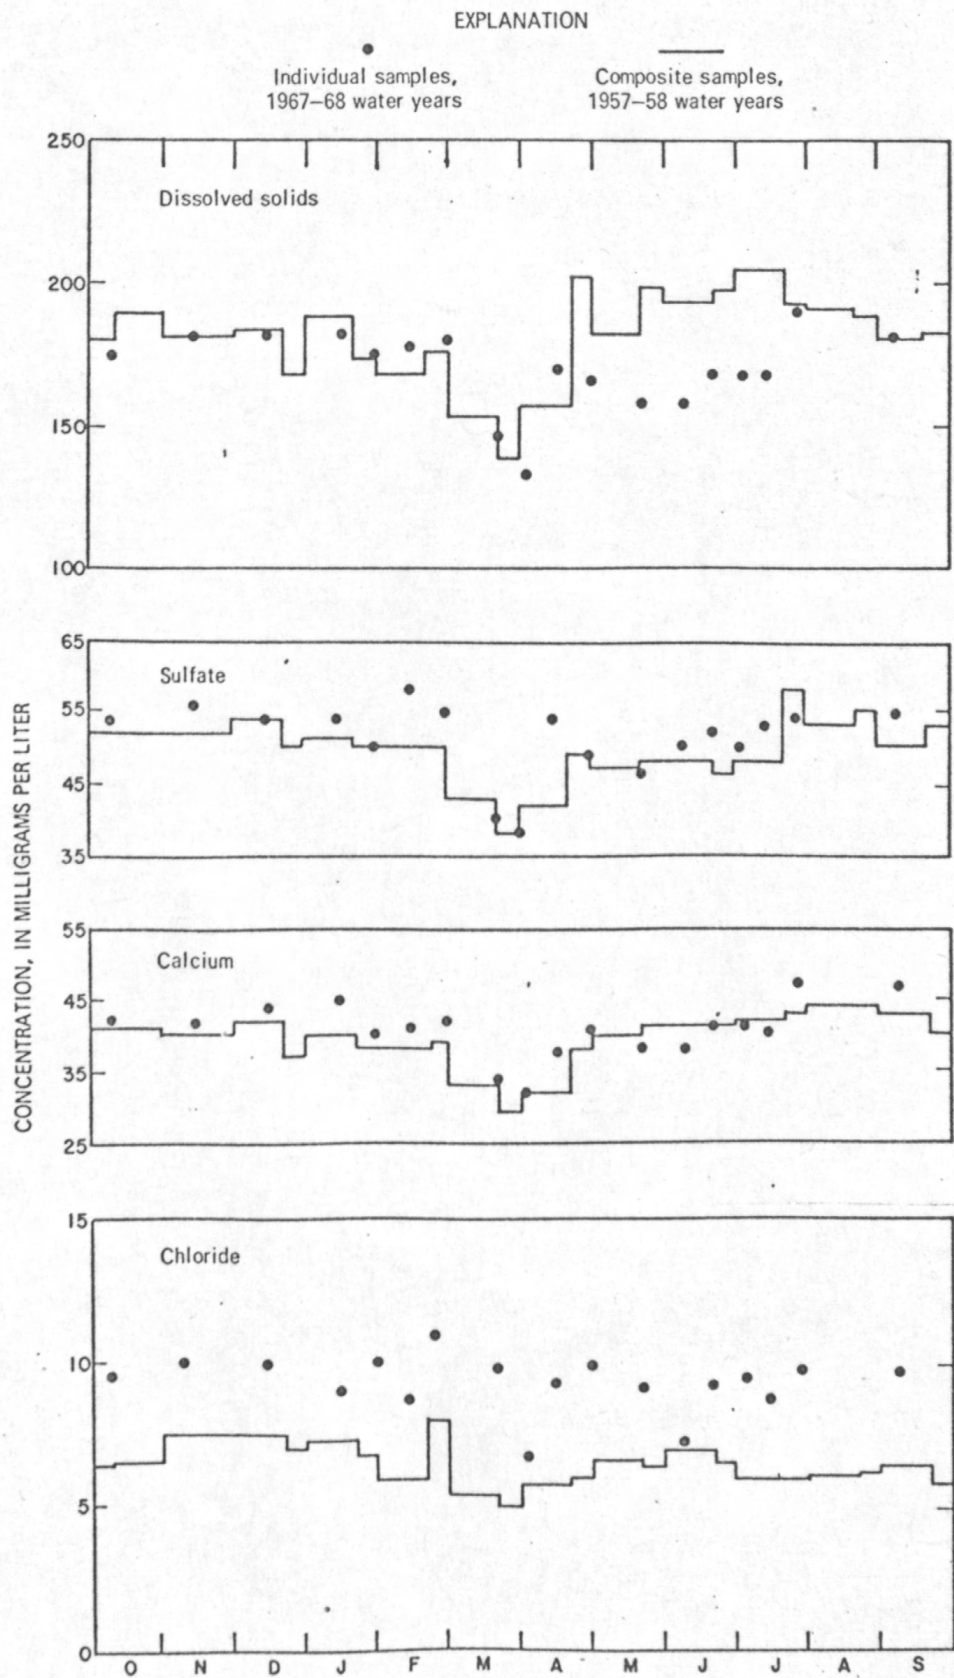 EXPLANATION
Individual samples,
1967–68 water years
Composite samples,
1957–58 water years
CONCENTRATION, IN MILLIGRAMS PER LITER
250
Dissolved solids
200
150
100
65
Sulfate
55
45
35
55
Calcium
45
35
25
15
Chloride
10
5
0
O N D J F M A M J J A S